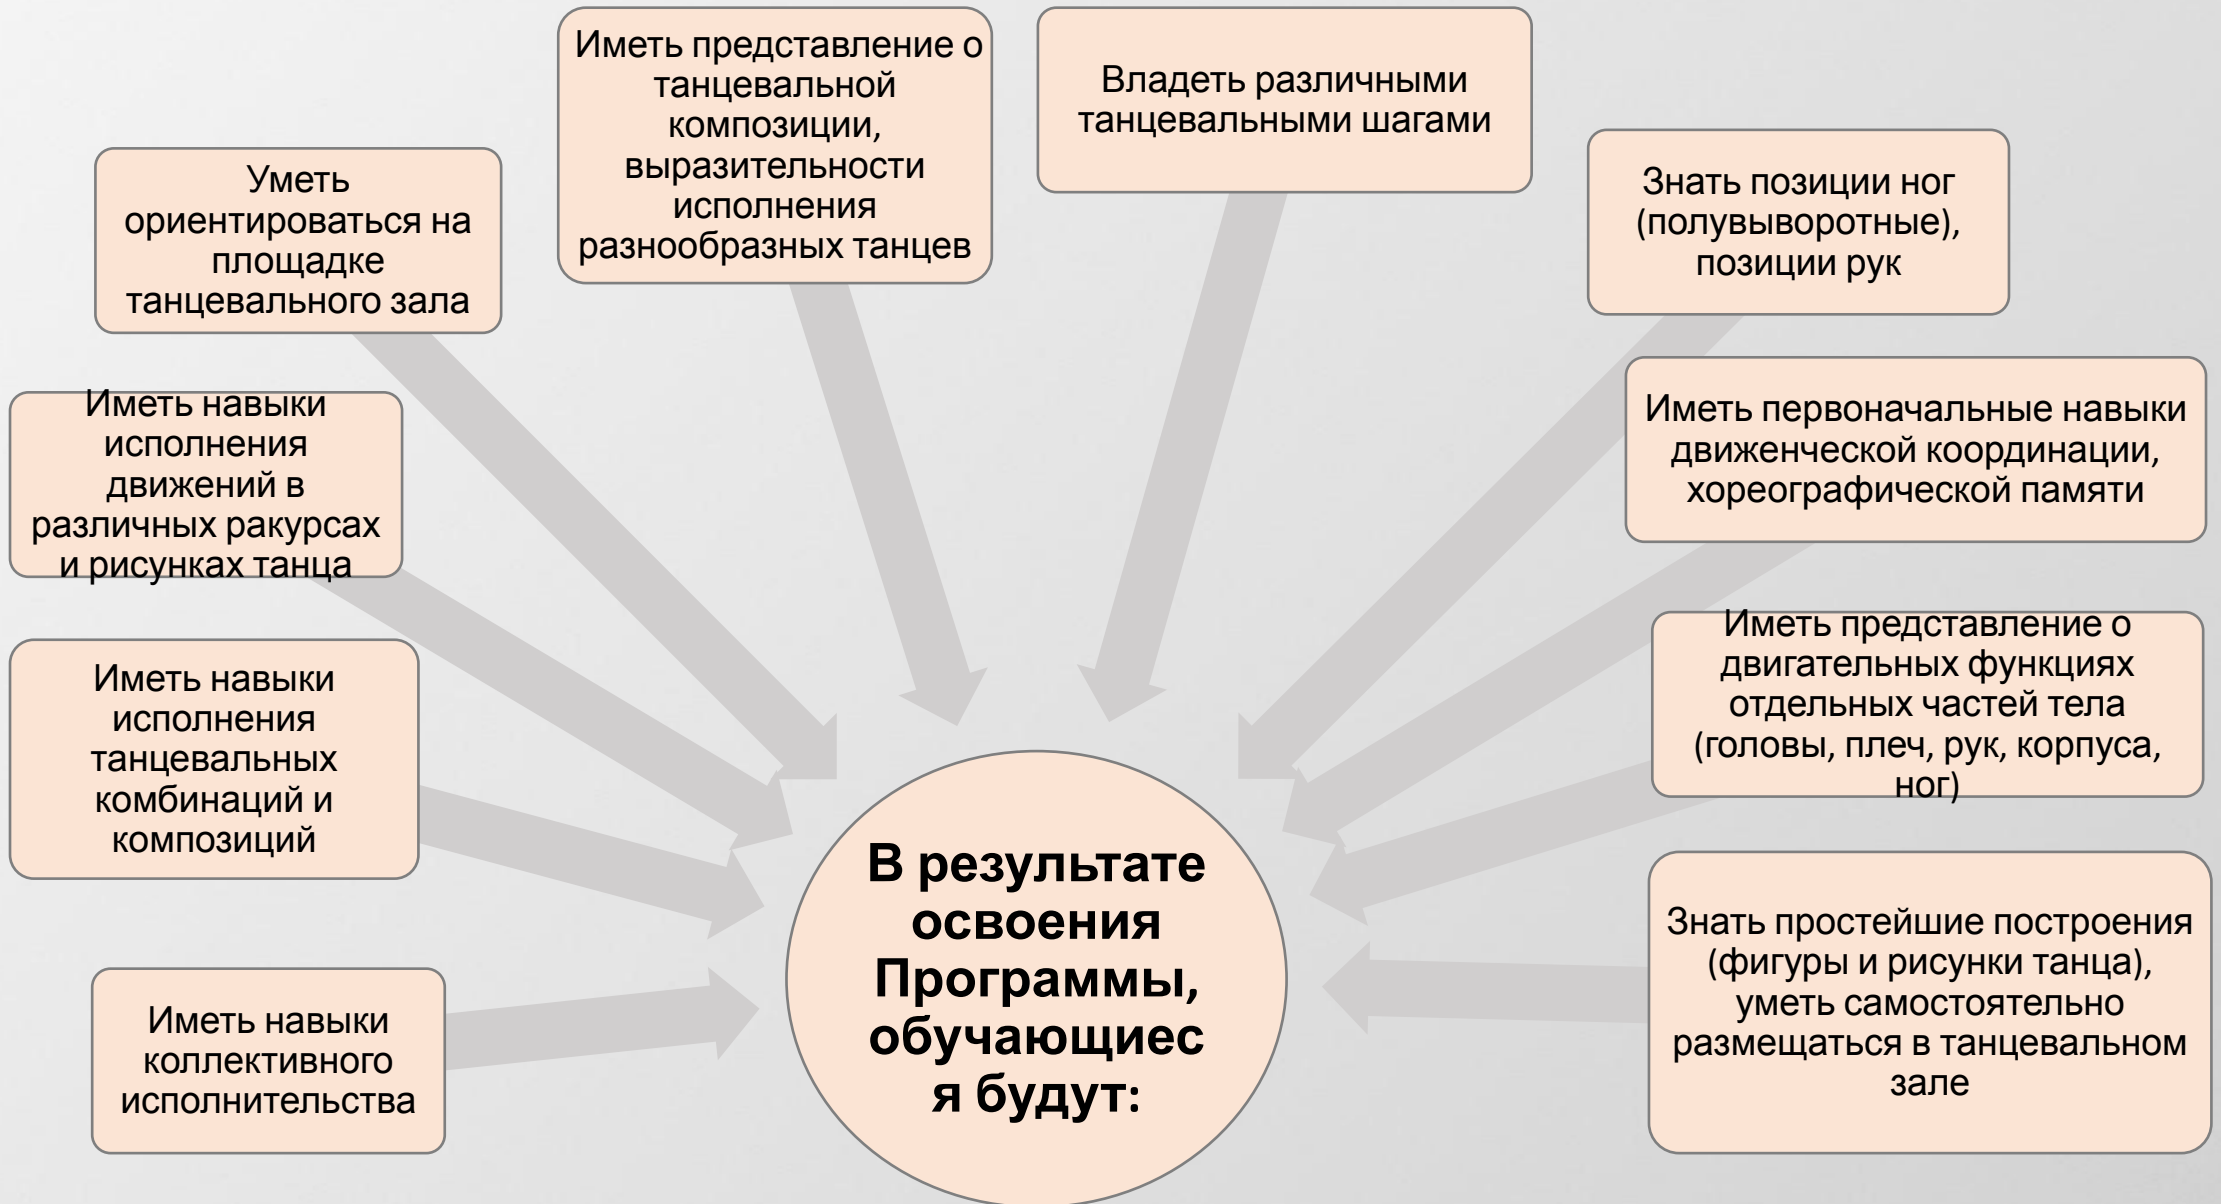 Иметь представление о
танцевальной
композиции,
выразительности
исполнения
разнообразных танцев
Владеть различными
танцевальными шагами
Уметь
ориентироваться на
площадке
танцевального зала
Знать позиции ног
(полувыворотные),
позиции рук
Иметь навыки
исполнения
движений в
различных ракурсах
и рисунках танца
Иметь первоначальные навыки
движенческой координации,
хореографической памяти
Иметь навыки
исполнения
танцевальных
комбинаций и
композиций
Иметь представление о
двигательных функциях
отдельных частей тела
(головы, плеч, рук, корпуса,
ног)
Иметь навыки
коллективного
исполнительства
В результате
освоения
Программы,
обучающиес
я будут:
Знать простейшие построения
(фигуры и рисунки танца),
уметь самостоятельно
размещаться в танцевальном
зале